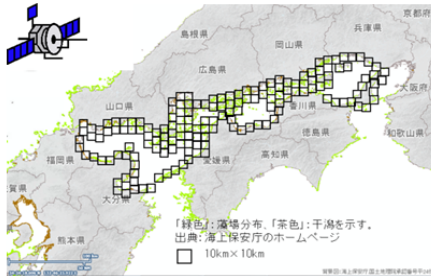 京都府
兵庫県
島根県
岡山県
広島県
大阪府
山口県
香川県
徳島県
和歌山県
福岡県
愛媛県
高知県
大分県
熊本県
「緑色」:藻場分布、「茶色」:干潟を示す。
出典:海上保安庁のホームページ
10km×10km